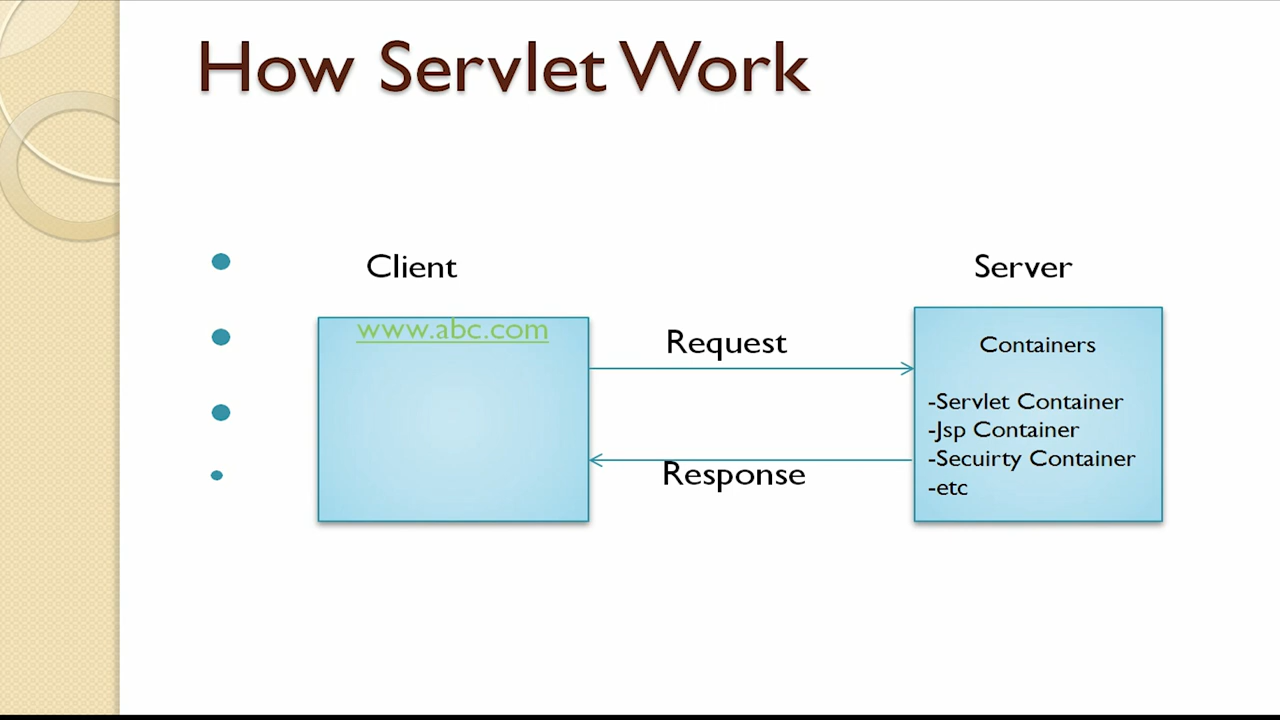 How Servlet Work
Client
Server
www.abc.com
Request
Containers
-Servlet Container
-Jsp Container
-Secuirty Container
Response
-etc